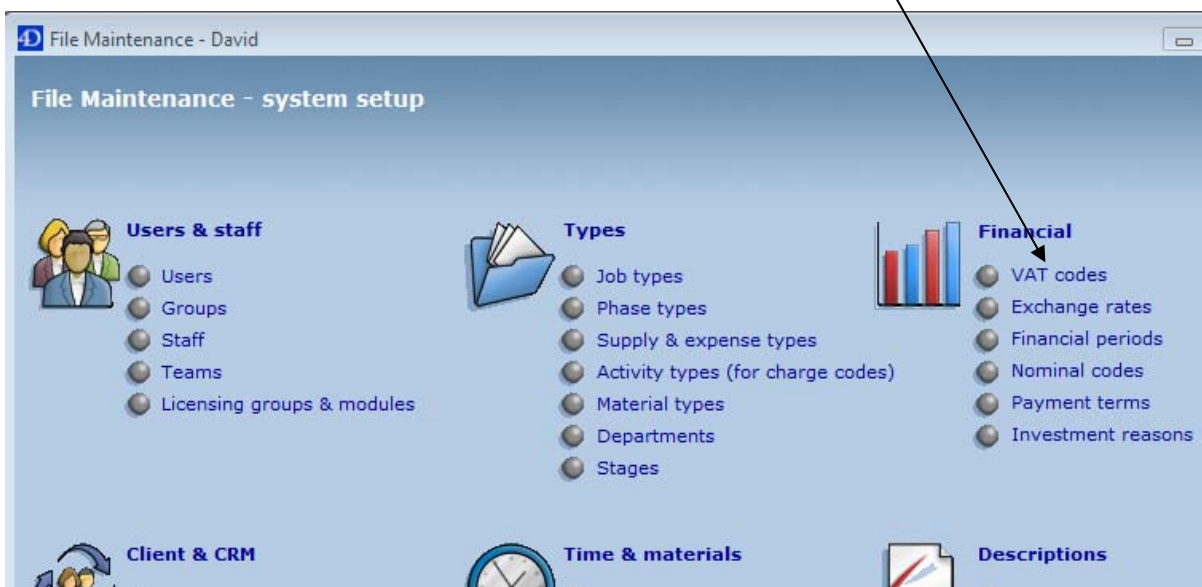 4D File Maintenance - David
File Maintenance - system setup
Users & staff
Users
Groups
Staff
Teams
Licensing groups & modules
Types
Job types
Phase types
Supply & expense types
Activity types (for charge codes)
Material types
Departments
Stages
Financial
VAT codes
Exchange rates
Financial periods
Nominal codes
Payment terms
Investment reasons
Client & CRM
Time & materials
Descriptions